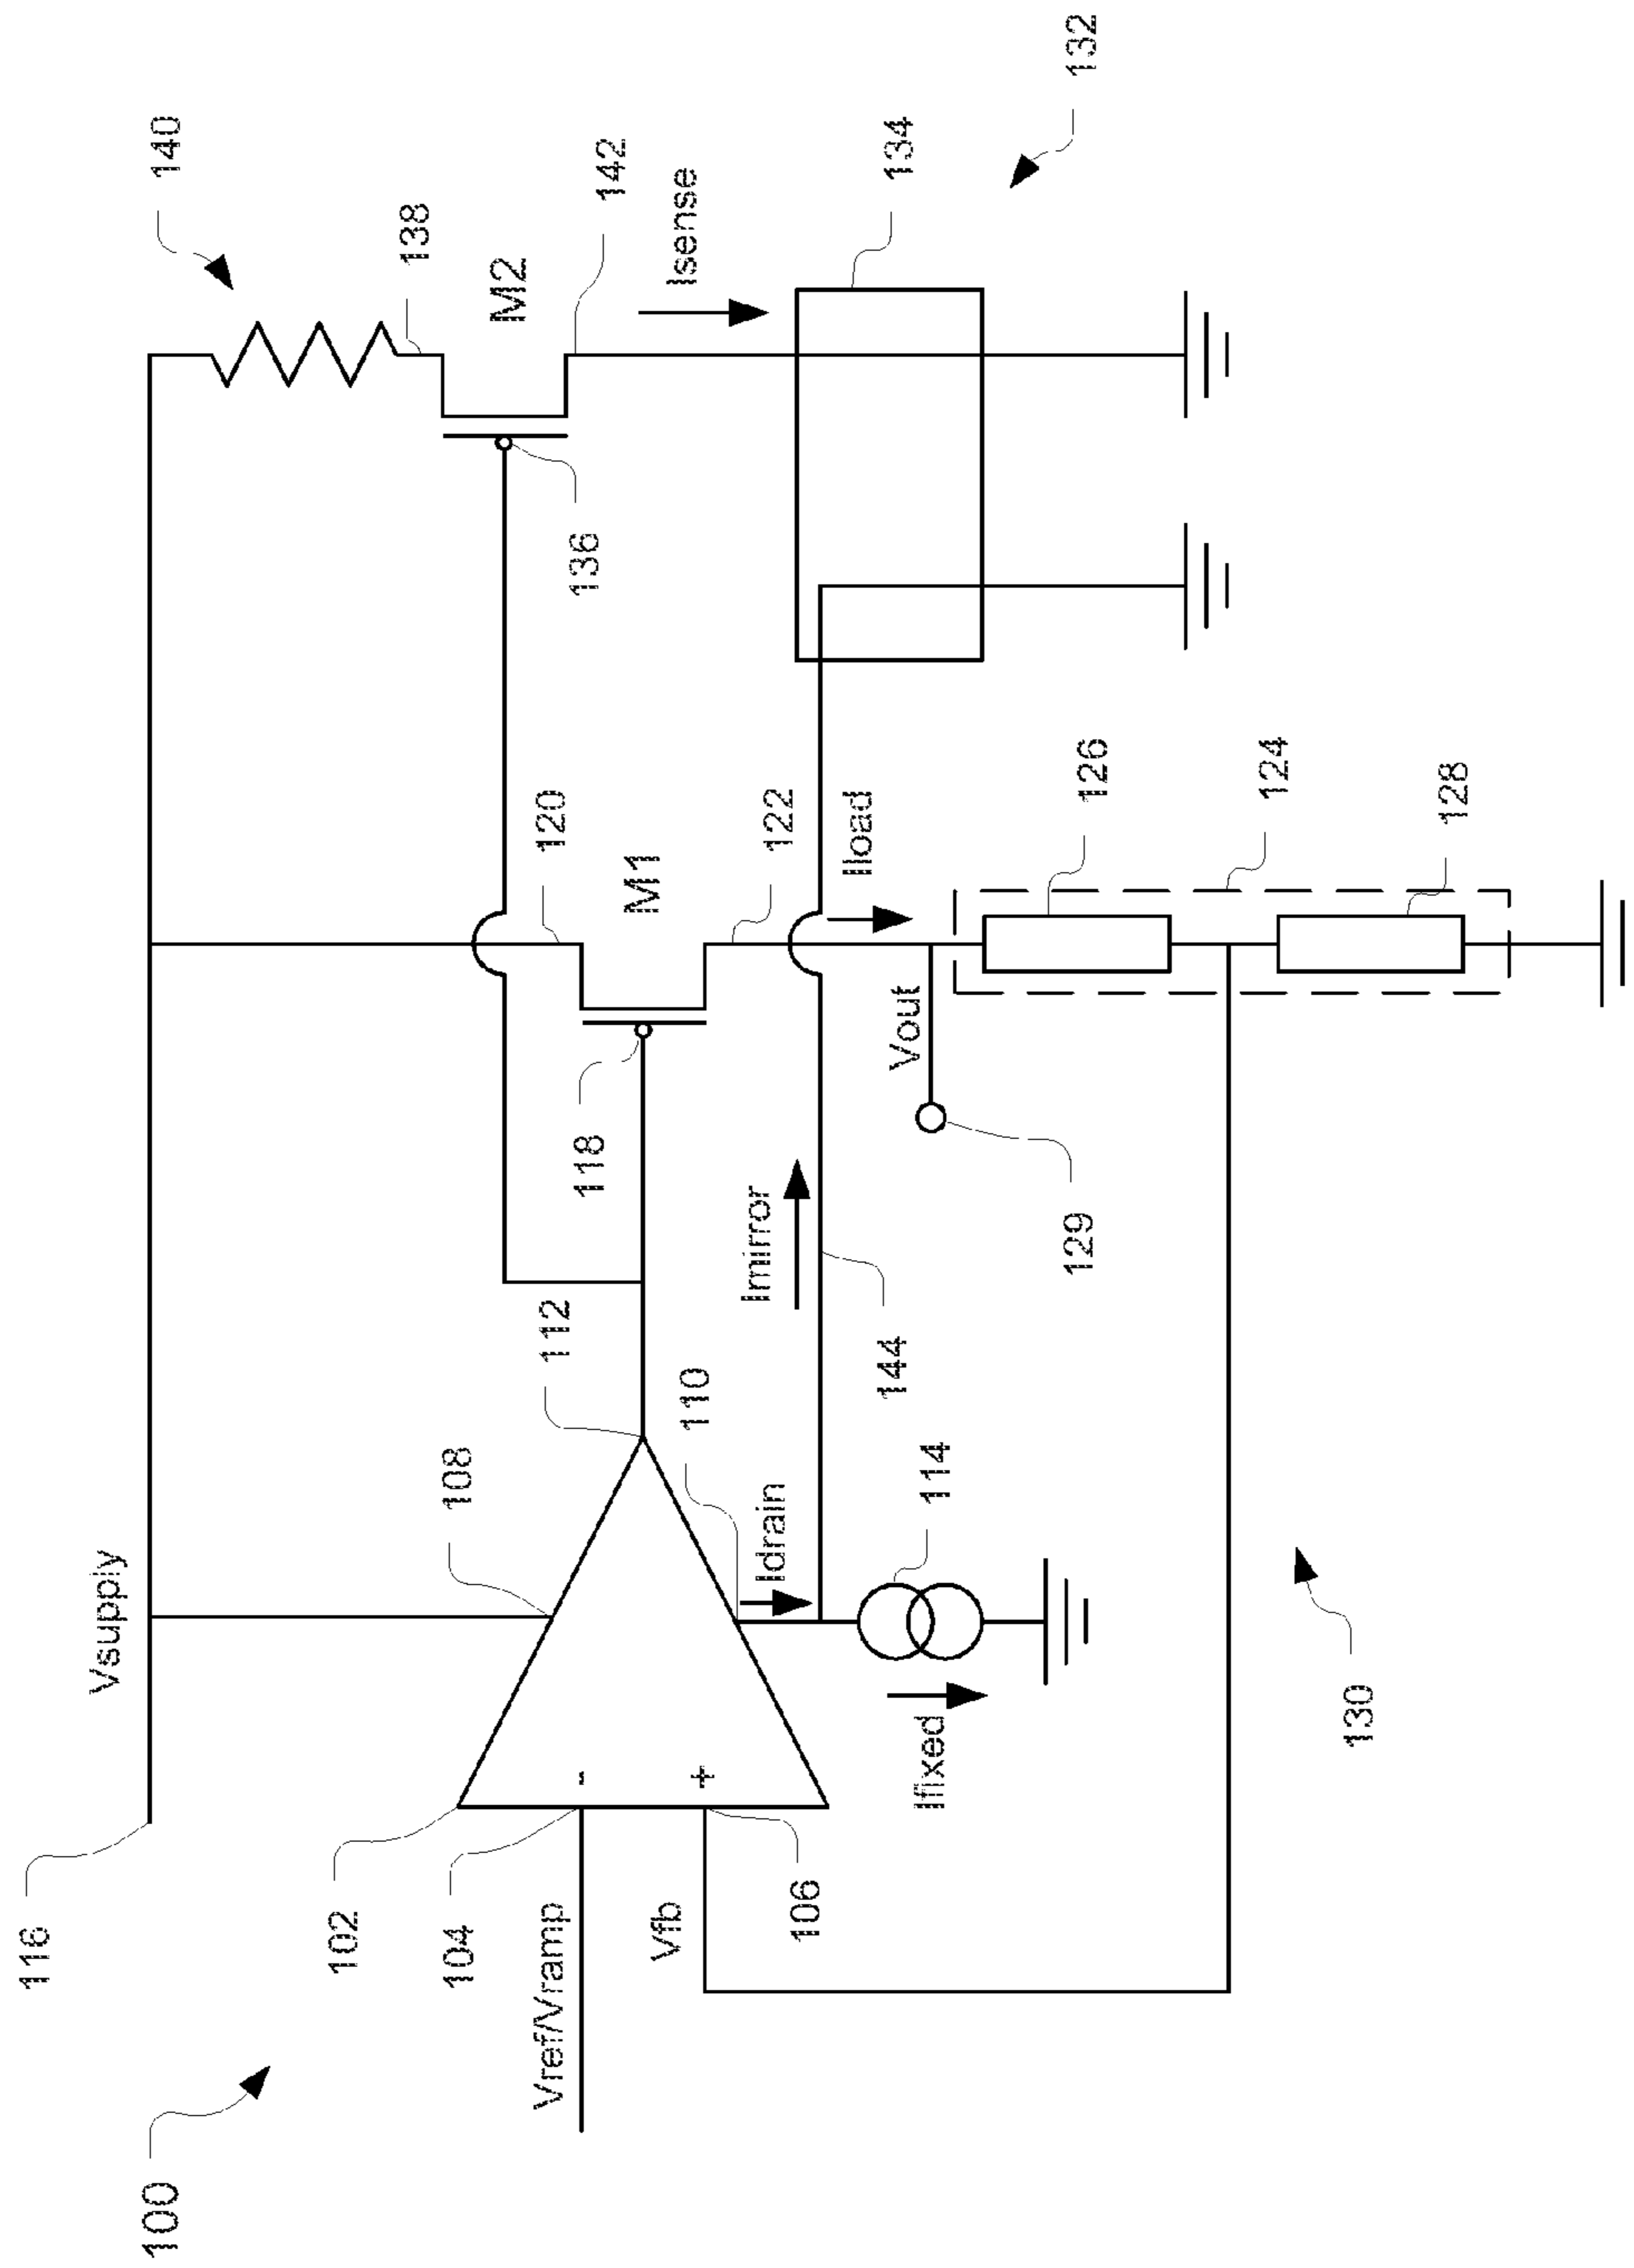 116
Vsupply
100
140
102
138
104
108
M2
Vref/Vramp
112
120
-
118
136
142
M1
Vfb
+
110
Isense
Idrain
Imirror
122
106
Iload
144
Vout
134
Ifixed
114
129
126
132
124
130
128